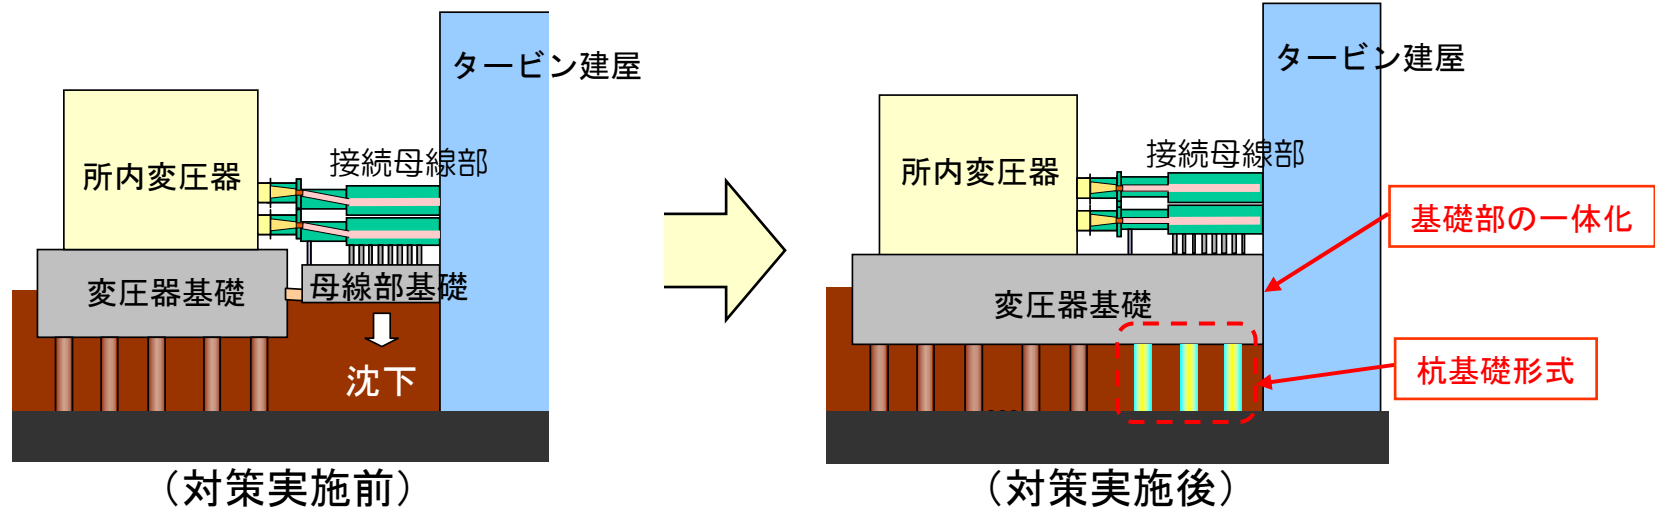 タービン建屋
所内変圧器
接続母線部
変圧器基礎
母線部基礎
沈下
（対策実施前）
タービン建屋
所内変圧器
接続母線部
変圧器基礎
基礎部の一体化
杭基礎形式
（対策実施後）